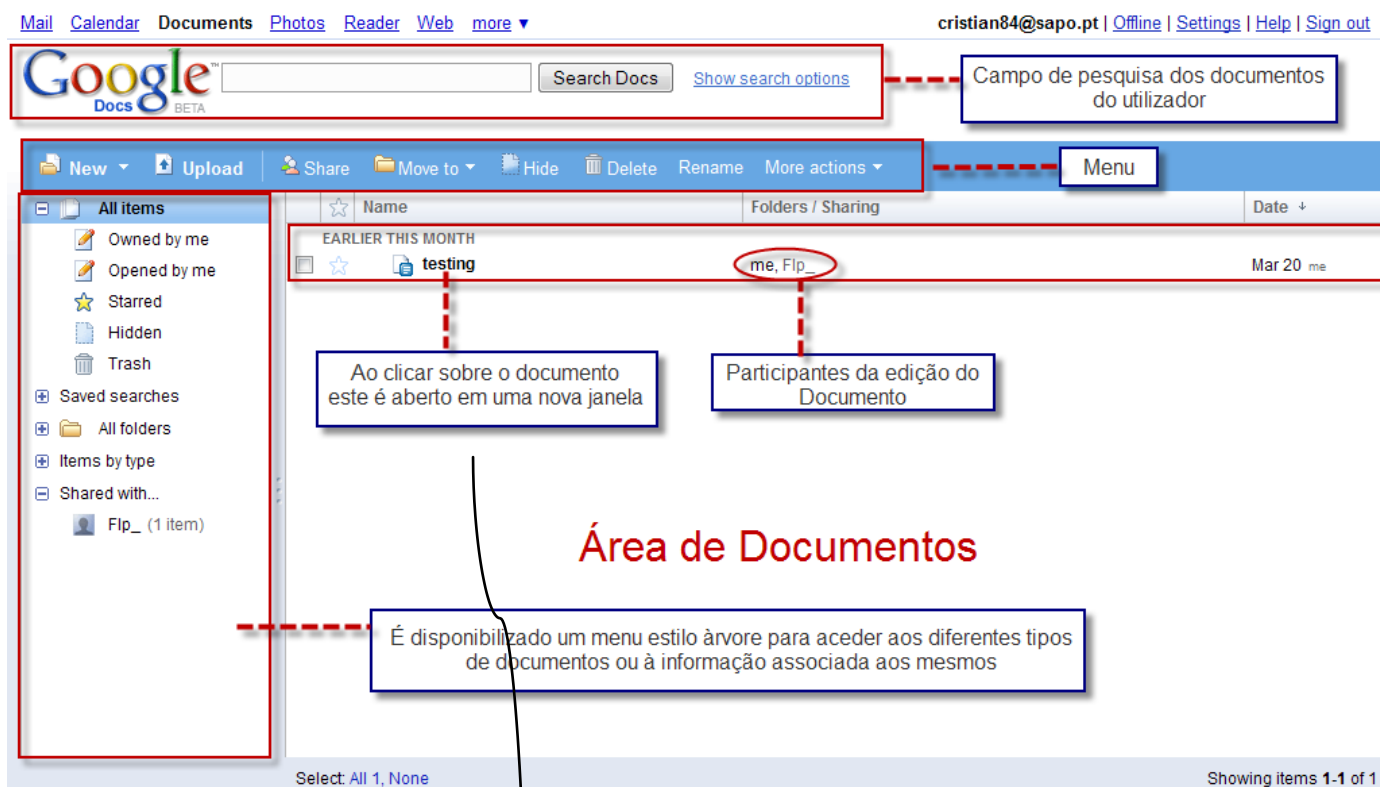 Mail Calendar Documents Photos Reader Web more ▼ cristian84@sapo.pt | Offline | Settings | Help | Sign out
Google™ Docs BETA Search Docs Show search options
Campo de pesquisa dos documentos
do utilizador
New Upload Share Move to Hide Delete Rename More actions
Menu
All items
Owned by me
Opened by me
Starred
Hidden
Trash
Saved searches
All folders
Items by type
Shared with...
Flp_ (1 item)
Name Folders / Sharing Date
EARLIER THIS MONTH
testing me, Flp_ Mar 20 me
Ao clicar sobre o documento
este é aberto em uma nova janela
Participantes da edição do
Documento
Área de Documentos
É disponibilizado um menu estilo àrvore para aceder aos diferentes tipos
de documentos ou à informação associada aos mesmos
Select: All 1, None Showing items 1-1 of 1